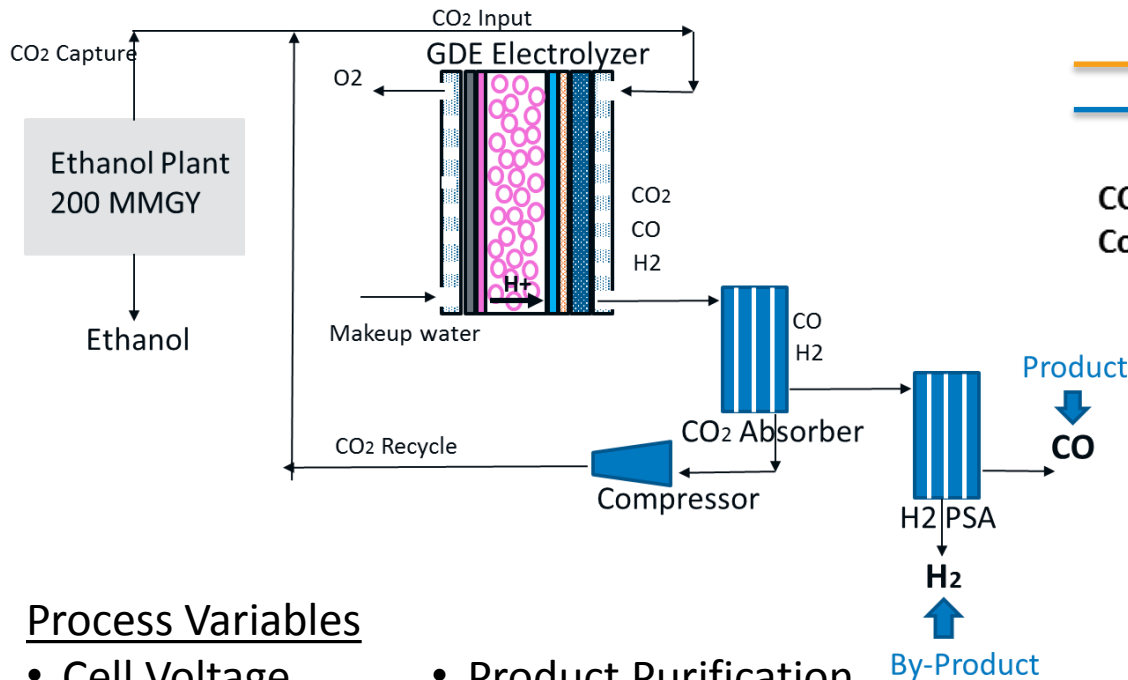 CO2 Input
CO2 Capture
GDE Electrolyzer
O2
Ethanol Plant
200 MMGY
CO2
CO
H2
H+
Makeup water
Ethanol
CO
H2
Product
CO2 Absorber
CO
CO2 Recycle
Compressor
H2 PSA
H2
Process Variables
• Cell Voltage
• Product Purification
By-Product